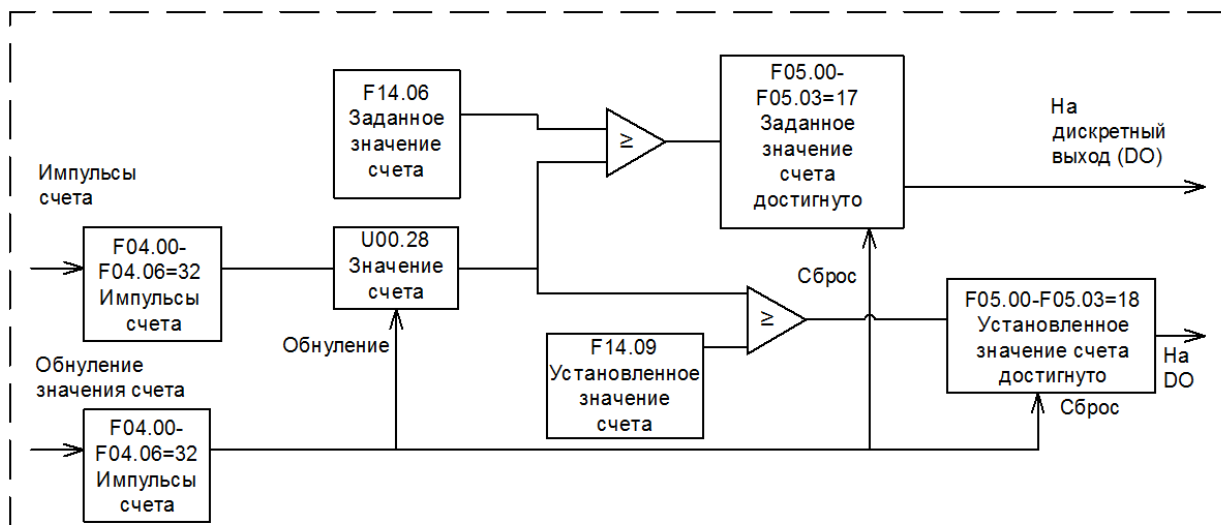 F14.06
Заданное
значение
счета
≥
F05.00-
F05.03=17
Заданное
значение
счета
достигнуто
На
дискретный
выход (DO)
Импульсы
счета
F04.00-
F04.06=32
Импульсы
счета
U00.28
Значение
счета
Сброс
Обнуление
≥
F14.09
Установленное
значение
счета
F05.00-F05.03=18
Установленное
значение счета
достигнуто
На
DO
Сброс
Обнуление
значения счета
F04.00-
F04.06=32
Импульсы
счета